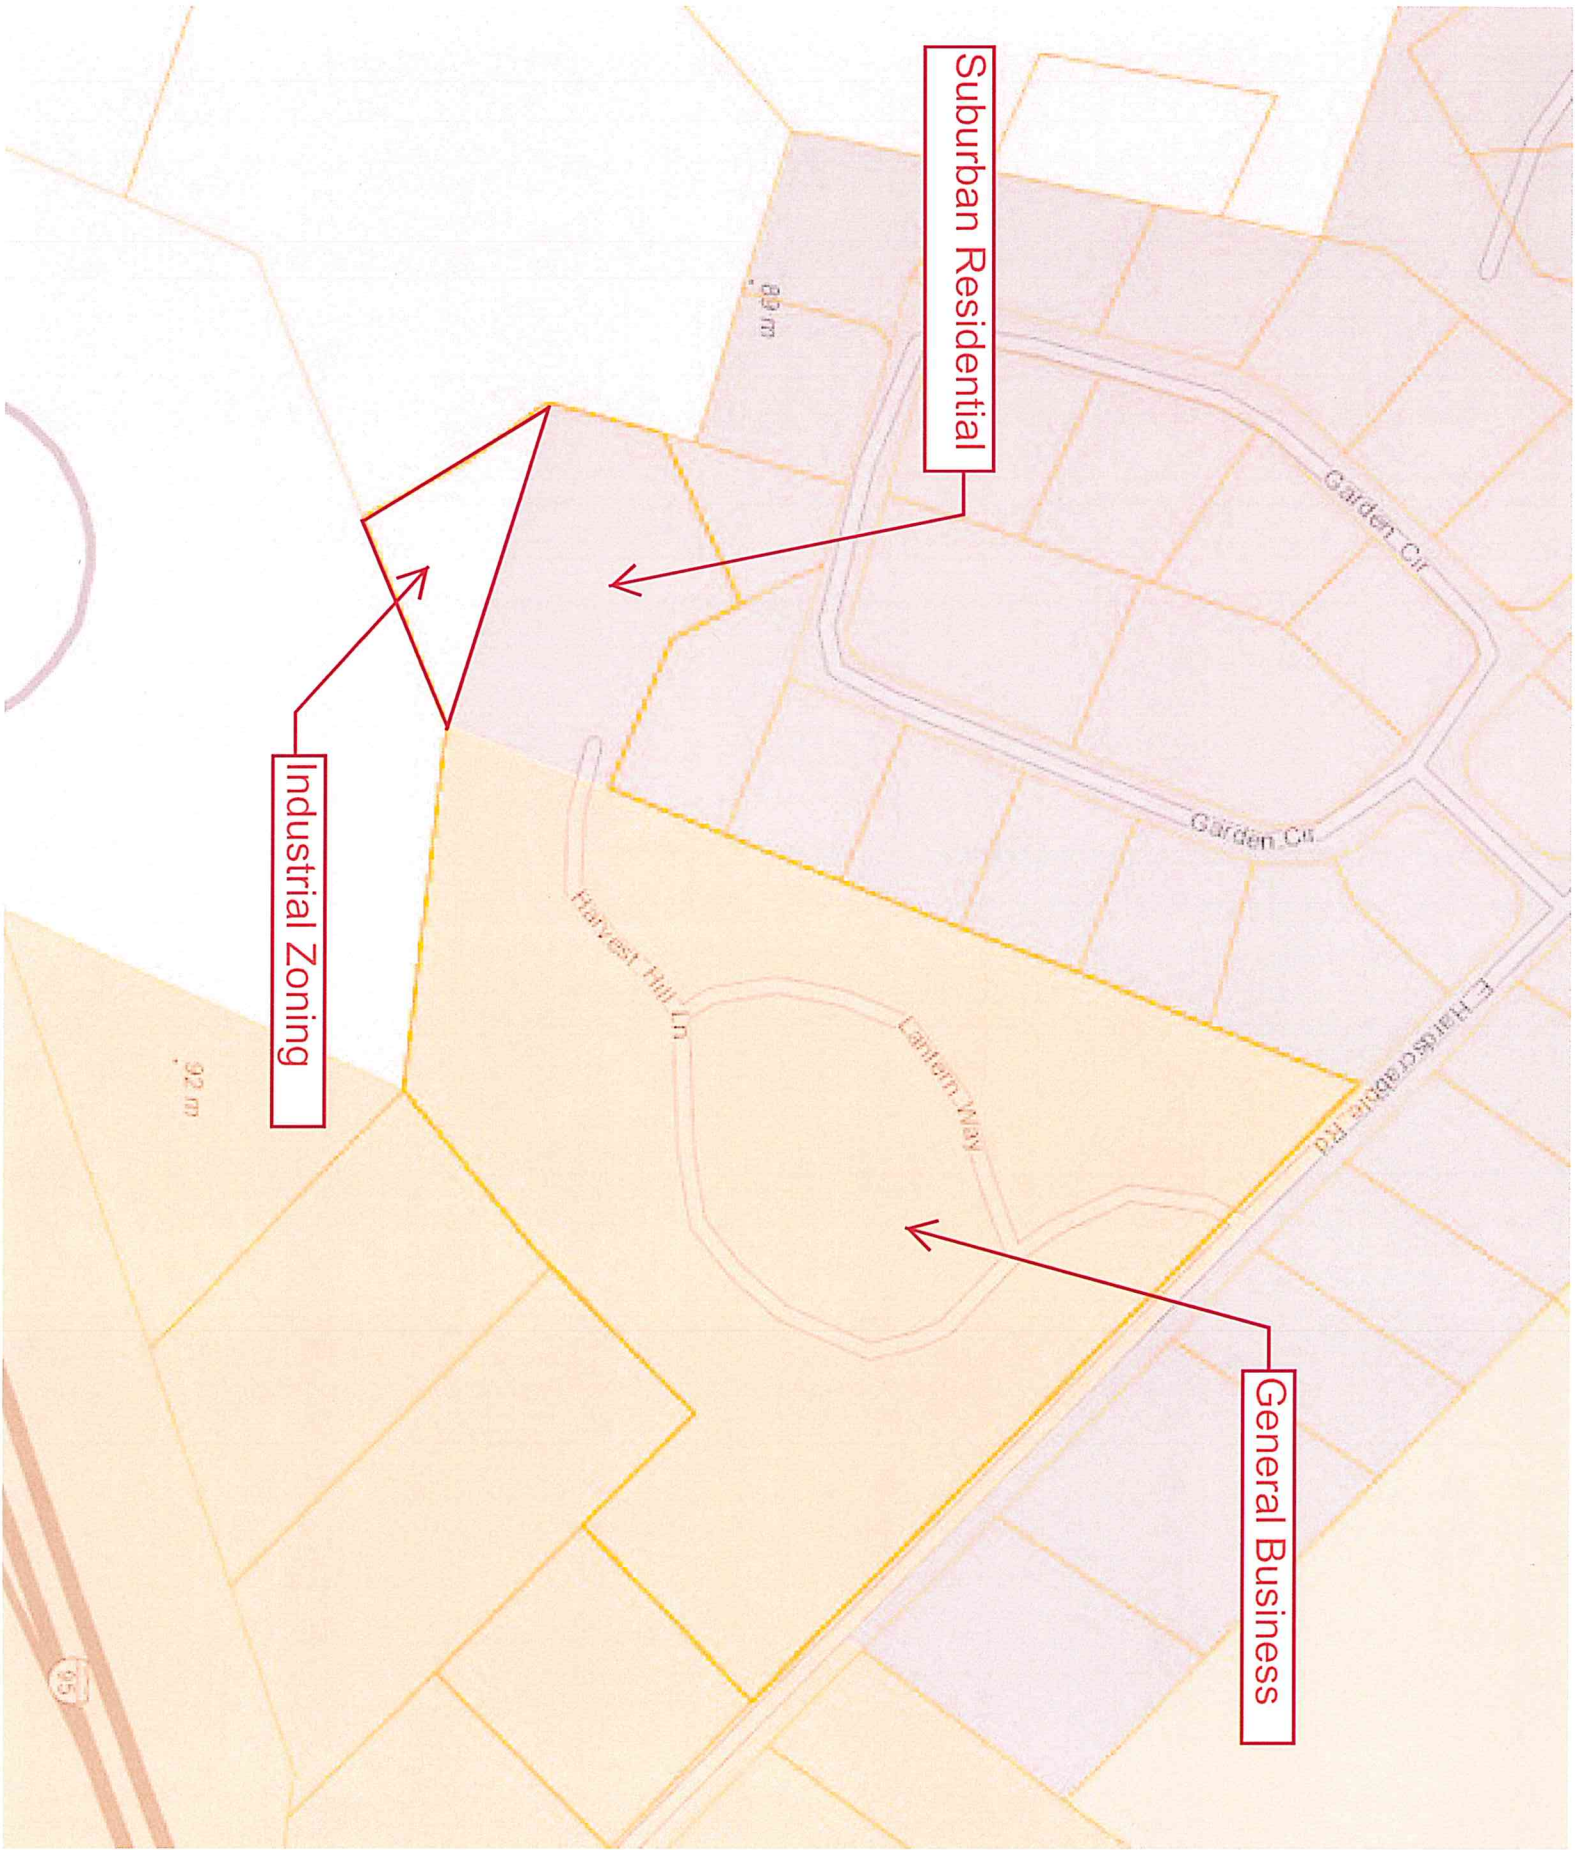 Suburban Residential
89 m
Garden Cir
Garden Cir
E Hardscrabble Rd
Harvest Hill Ln
Lantern Way
Industrial Zoning
92 m
General Business
95